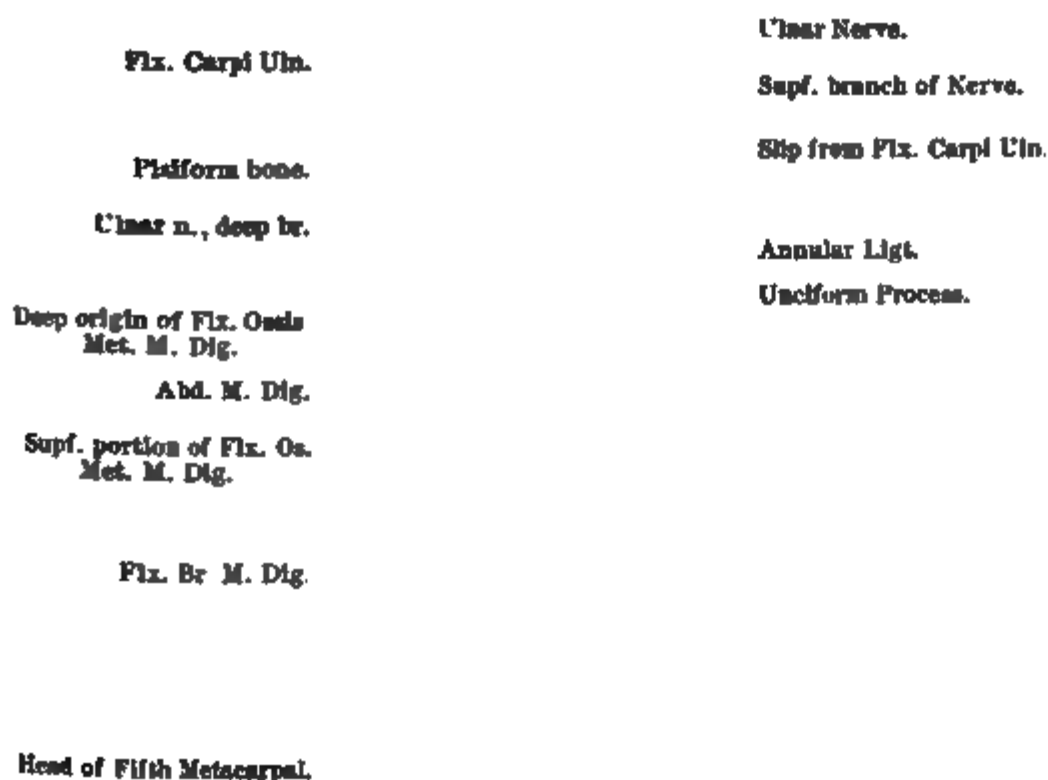 Flx. Carpi Uln.
Pisiform bone.
Ulnar n., deep br.
Deep origin of Flx. Ossis
Met. M. Dig.
Abd. M. Dig.
Supf. portion of Flx. Os.
Met. M. Dig.
Flx. Br M. Dig.
Head of Fifth Metacarpal.
Ulnar Nerve.
Supf. branch of Nerve.
Slip from Flx. Carpi Uln.
Annular Ligt.
Unciform Process.